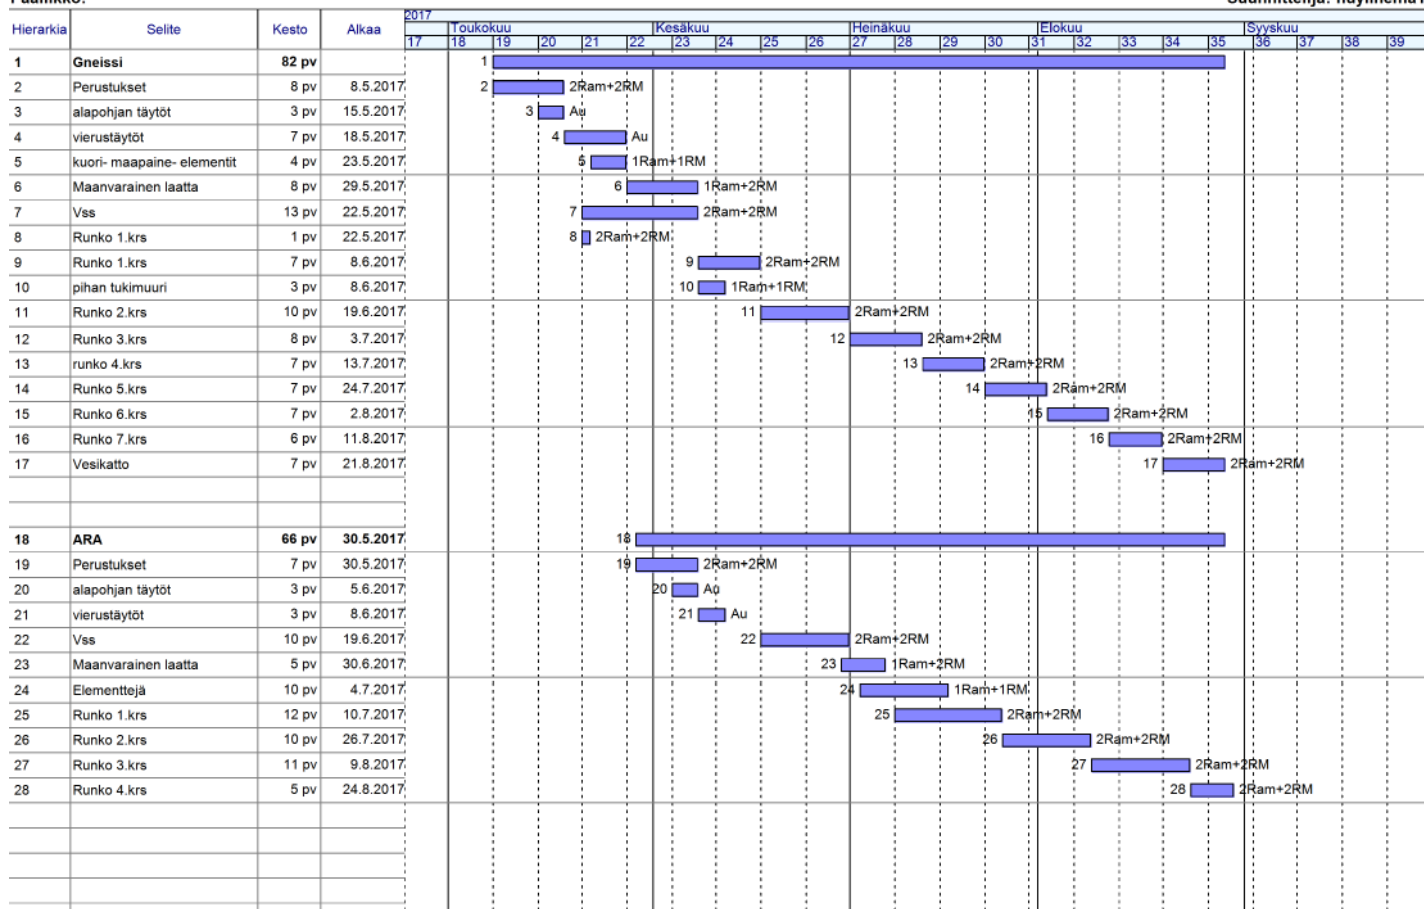 2017
Hierarkia Selite Kesto Alkaa Toukokuu Kesäkuu Heinäkuu Elokuu Syyskuu
17 18 19 20 21 22 23 24 25 26 27 28 29 30 31 32 33 34 35 36 37 38 39
1 Gneissi 82 pv 1
2 Perustukset 8 pv 8.5.2017 2 2Ram+2RM
3 alapohjan täytöt 3 pv 15.5.2017 3 Au
4 vierustäytöt 7 pv 18.5.2017 4 Au
5 kuori- maapaine- elementit 4 pv 23.5.2017 5 1Ram+1RM
6 Maanvarainen laatta 8 pv 29.5.2017 6 1Ram+2RM
7 Vss 13 pv 22.5.2017 7 2Ram+2RM
8 Runko 1.krs 1 pv 22.5.2017 8 2Ram+2RM
9 Runko 1.krs 7 pv 8.6.2017 9 2Ram+2RM
10 pihan tukimuuri 3 pv 8.6.2017 10 1Ram+1RM
11 Runko 2.krs 10 pv 19.6.2017 11 2Ram+2RM
12 Runko 3.krs 8 pv 3.7.2017 12 2Ram+2RM
13 runko 4.krs 7 pv 13.7.2017 13 2Ram+2RM
14 Runko 5.krs 7 pv 24.7.2017 14 2Ram+2RM
15 Runko 6.krs 7 pv 2.8.2017 15 2Ram+2RM
16 Runko 7.krs 6 pv 11.8.2017 16 2Ram+2RM
17 Vesikatto 7 pv 21.8.2017 17 2Ram+2RM
18 ARA 66 pv 30.5.2017 18
19 Perustukset 7 pv 30.5.2017 19 2Ram+2RM
20 alapohjan täytöt 3 pv 5.6.2017 20 Au
21 vierustäytöt 3 pv 8.6.2017 21 Au
22 Vss 10 pv 19.6.2017 22 2Ram+2RM
23 Maanvarainen laatta 5 pv 30.6.2017 23 1Ram+2RM
24 Elementtejä 10 pv 4.7.2017 24 1Ram+1RM
25 Runko 1.krs 12 pv 10.7.2017 25 2Ram+2RM
26 Runko 2.krs 10 pv 26.7.2017 26 2Ram+2RM
27 Runko 3.krs 11 pv 9.8.2017 27 2Ram+2RM
28 Runko 4.krs 5 pv 24.8.2017 28 2Ram+2RM